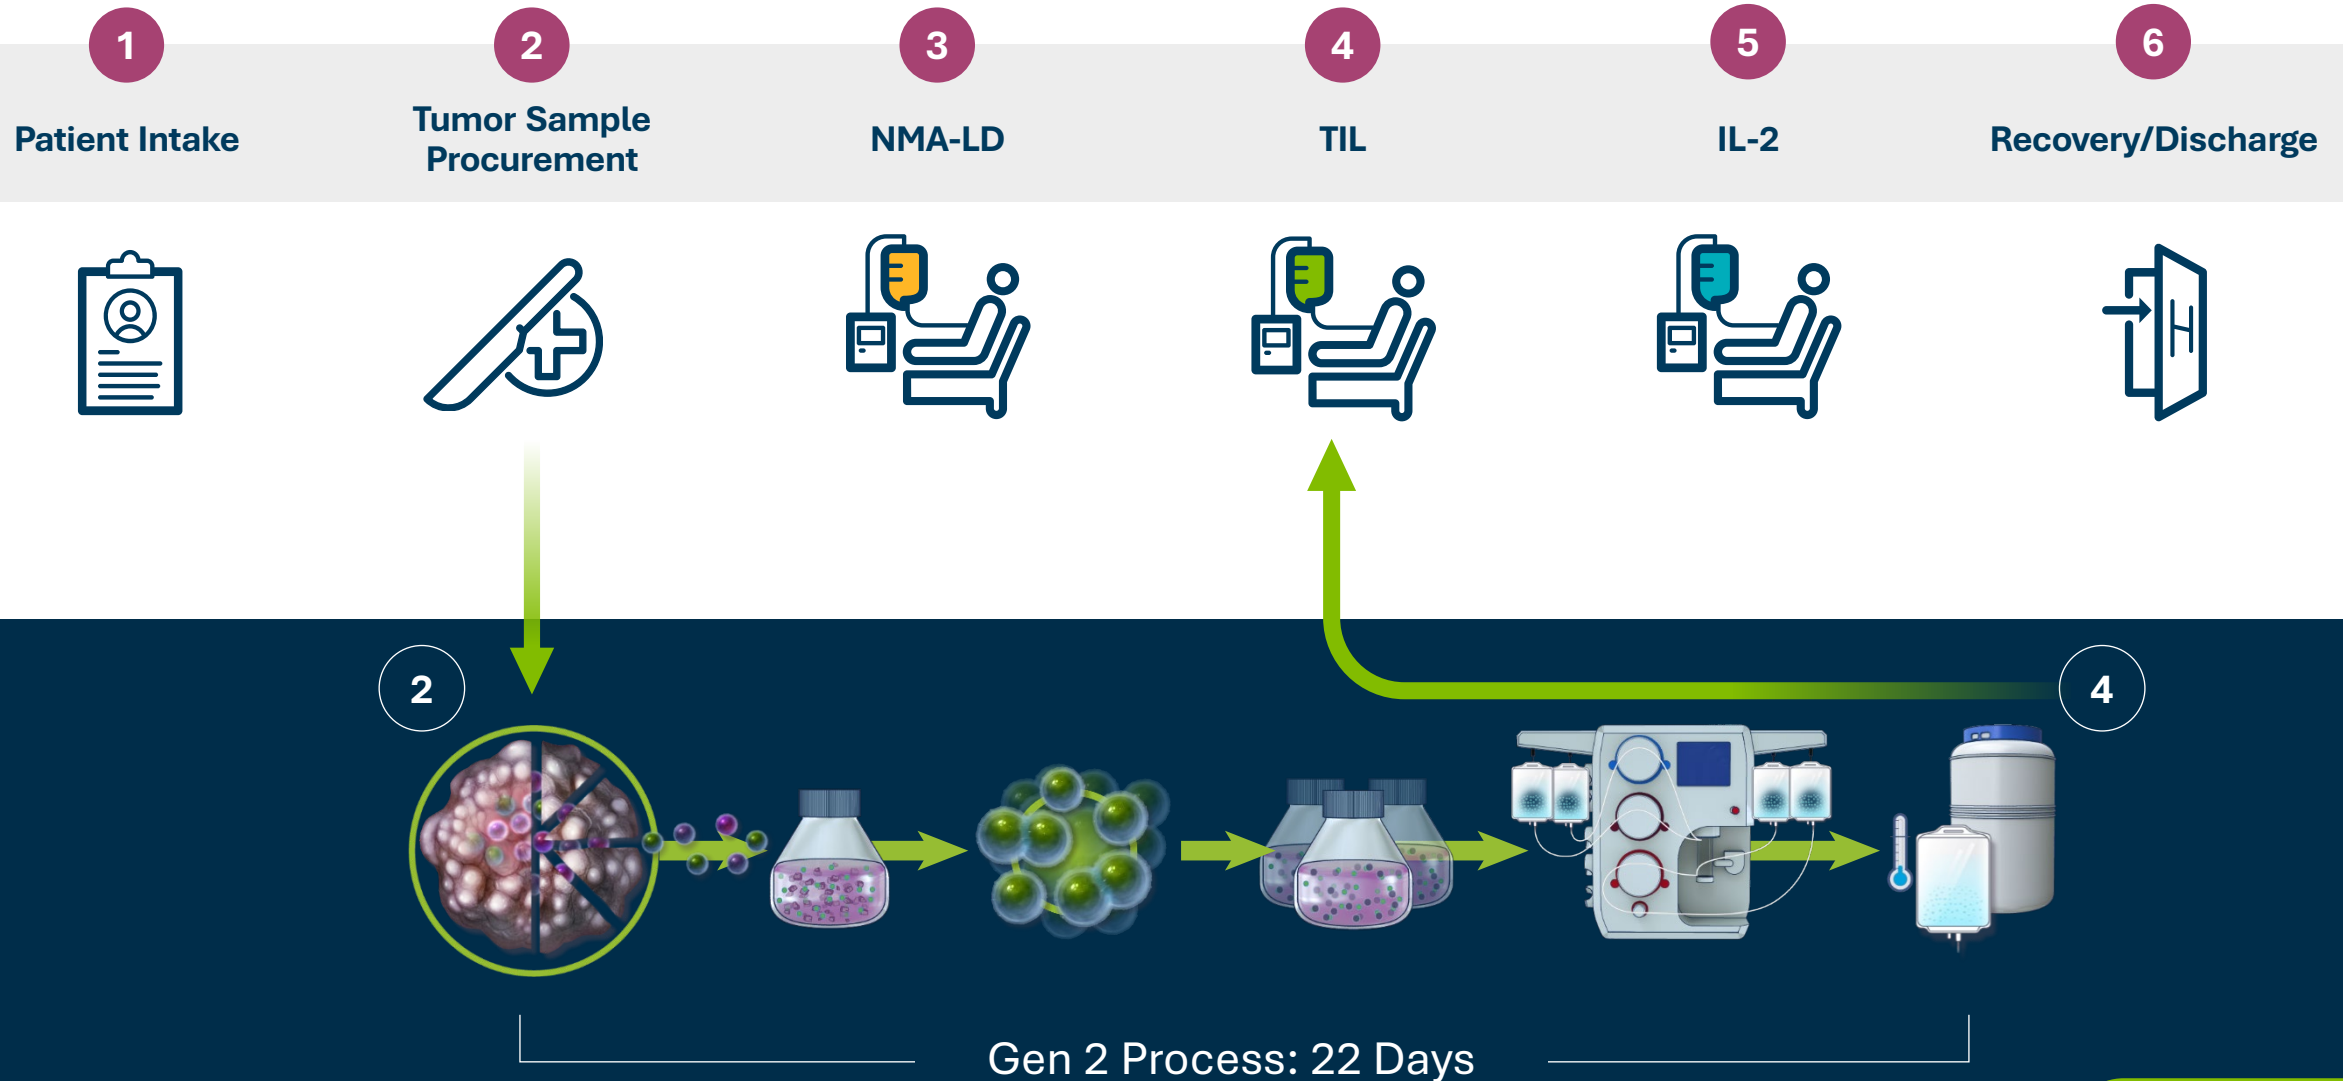 1
2
3
4
5
6
Patient Intake
Tumor Sample
Procurement
NMA-LD
TIL
IL-2
Recovery/Discharge
H
2
4
Gen 2 Process: 22 Days